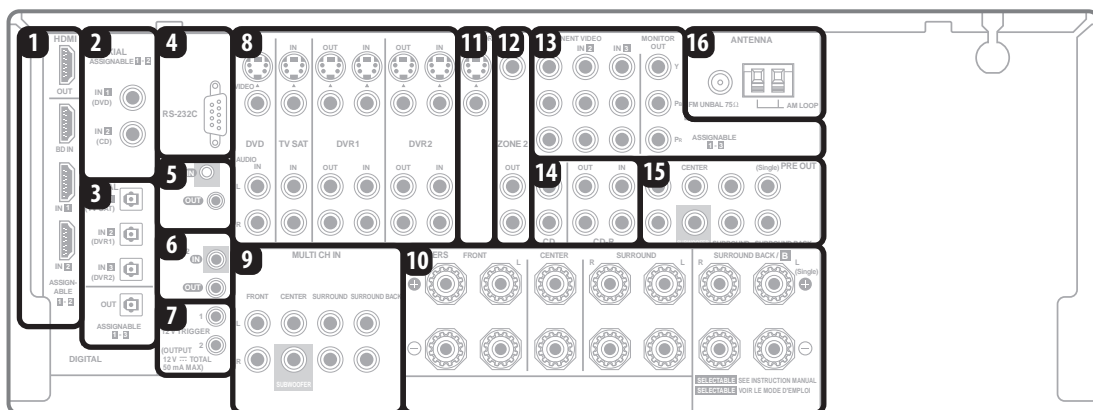 1
HDMI
OUT
BD IN
IN 1
IN 2
ASSIGN-
ABLE
1-2
DIGITAL
2
ASSIGNABLE 1-2
IN 1
(DVD)
IN 2
(CD)
3
IN 2
(DVR1)
IN 3
(DVR2)
OUT
ASSIGNABLE
1-3
4
RS-232C
5
IN
OUT
6
IN
OUT
7
1
12 V TRIGGER
2
(OUTPUT
12 V TOTAL
50 mA MAX)
8
IN OUT IN OUT IN
VIDEO
DVD TV SAT DVR1 DVR2
AUDIO
IN IN OUT IN OUT IN
L
R
9
MULTI CH IN
FRONT CENTER SURROUND SURROUND BACK
L
R
SUBWOOFER
10
FRONT L CENTER R SURROUND L R SURROUND BACK / B L
(Single)
SELECTABLE SEE INSTRUCTION MANUAL
SELECTABLE VOIR LE MODE D'EMPLOI
11
12
ZONE 2
OUT
13
VIDEO
IN 2 IN 3
MONITOR
OUT
Y
PB
PR
ASSIGNABLE
1-3
14
OUT IN
CD CD-R
15
CENTER (Single) PRE OUT
16
ANTENNA
FM UNBAL 75Ω AM LOOP